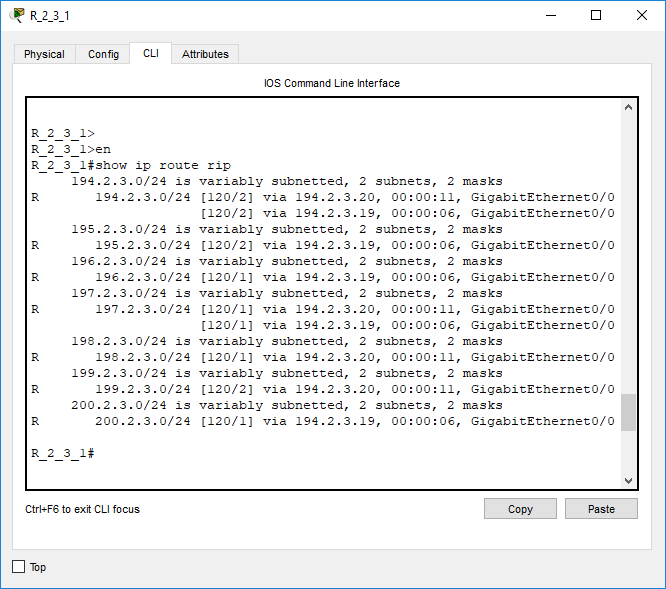 R_2_3_1
Physical Config CLI Attributes
IOS Command Line Interface
R_2_3_1>
R_2_3_1>en
R_2_3_1#show ip route rip
     194.2.3.0/24 is variably subnetted, 2 subnets, 2 masks
R       194.2.3.0/24 [120/2] via 194.2.3.20, 00:00:11, GigabitEthernet0/0
                     [120/2] via 194.2.3.19, 00:00:06, GigabitEthernet0/0
     195.2.3.0/24 is variably subnetted, 2 subnets, 2 masks
R       195.2.3.0/24 [120/2] via 194.2.3.19, 00:00:06, GigabitEthernet0/0
     196.2.3.0/24 is variably subnetted, 2 subnets, 2 masks
R       196.2.3.0/24 [120/1] via 194.2.3.19, 00:00:06, GigabitEthernet0/0
     197.2.3.0/24 is variably subnetted, 2 subnets, 2 masks
R       197.2.3.0/24 [120/1] via 194.2.3.20, 00:00:11, GigabitEthernet0/0
                     [120/1] via 194.2.3.19, 00:00:06, GigabitEthernet0/0
     198.2.3.0/24 is variably subnetted, 2 subnets, 2 masks
R       198.2.3.0/24 [120/1] via 194.2.3.20, 00:00:11, GigabitEthernet0/0
     199.2.3.0/24 is variably subnetted, 2 subnets, 2 masks
R       199.2.3.0/24 [120/2] via 194.2.3.20, 00:00:11, GigabitEthernet0/0
     200.2.3.0/24 is variably subnetted, 2 subnets, 2 masks
R       200.2.3.0/24 [120/1] via 194.2.3.19, 00:00:06, GigabitEthernet0/0
R_2_3_1#
Ctrl+F6 to exit CLI focus
Copy Paste
Top